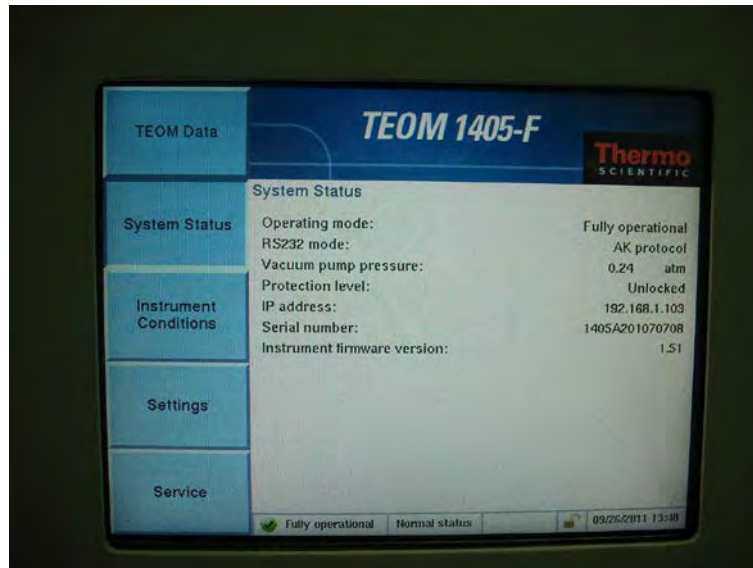 TEOM Data
TEOM 1405-F
Thermo
SCIENTIFIC
System Status
System Status
Operating mode: Fully operational
RS232 mode: AK protocol
Vacuum pump pressure: 0.24 atm
Protection level: Unlocked
IP address: 192.168.1.103
Serial number: 1405A201070708
Instrument firmware version: 1.51
Instrument
Conditions
Settings
Service
Fully operational Normal status 09/26/2011 13:48